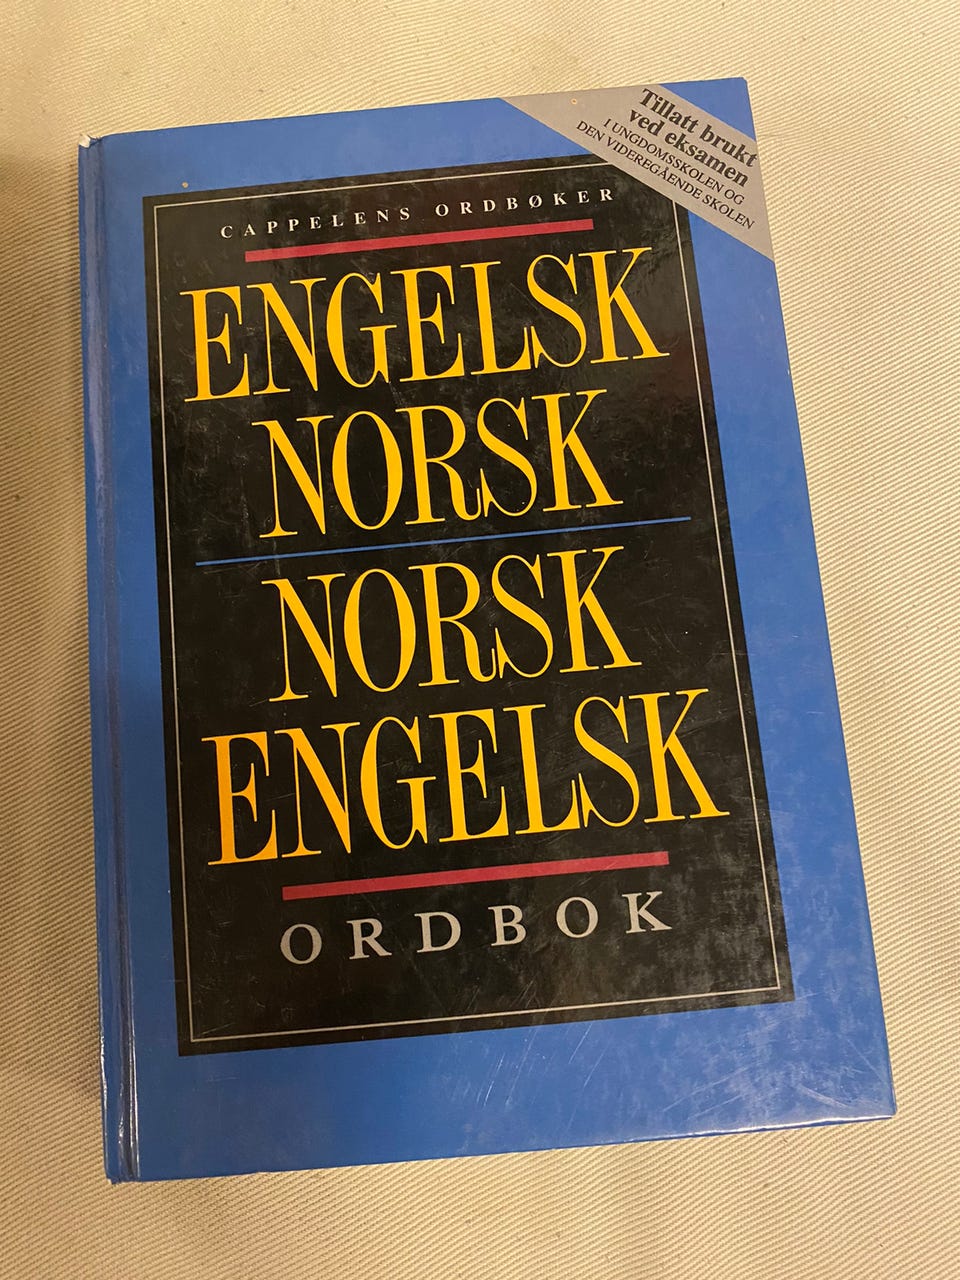 Tillatt brukt
ved eksamen
I UNGDOMSSKOLEN OG
DEN VIDEREGÅENDE SKOLEN
CAPPELENS ORDBØKER
ENGELSK
NORSK
NORSK
ENGELSK
ORDBOK